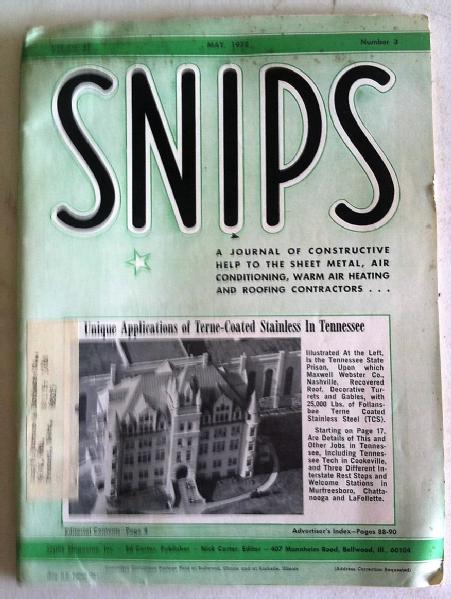 MAY, 1972
Number 3
SNIPS
A JOURNAL OF CONSTRUCTIVE
HELP TO THE SHEET METAL, AIR
CONDITIONING, WARM AIR HEATING
AND ROOFING CONTRACTORS . . .
Unique Applications of Terne-Coated Stainless In Tennessee
Illustrated At the Left,
Is the Tennessee State
Prison, Upon which
Maxwell Webster Co.,
Nashville, Recovered
Roof, Decorative Tur-
rets and Gables, with
25,000 Lbs. of Follans-
bee Terne Coated
Stainless Steel (TCS).
Starting on Page 17,
Are Details of This and
Other Jobs in Tennes-
see, Including Tennes-
see Tech in Cookeville,
and Three Different In-
terstate Rest Stops and
Welcome Stations in
Murfreesboro, Chatta-
nooga and LaFollette.
Editorial Content - Page 4
Advertiser's Index—Pages 88-90
Ed Carter, Publisher - Nick Carter, Editor - 407 Mannheim Road, Bellwood, Ill. 60104
(Address Correction Requested)